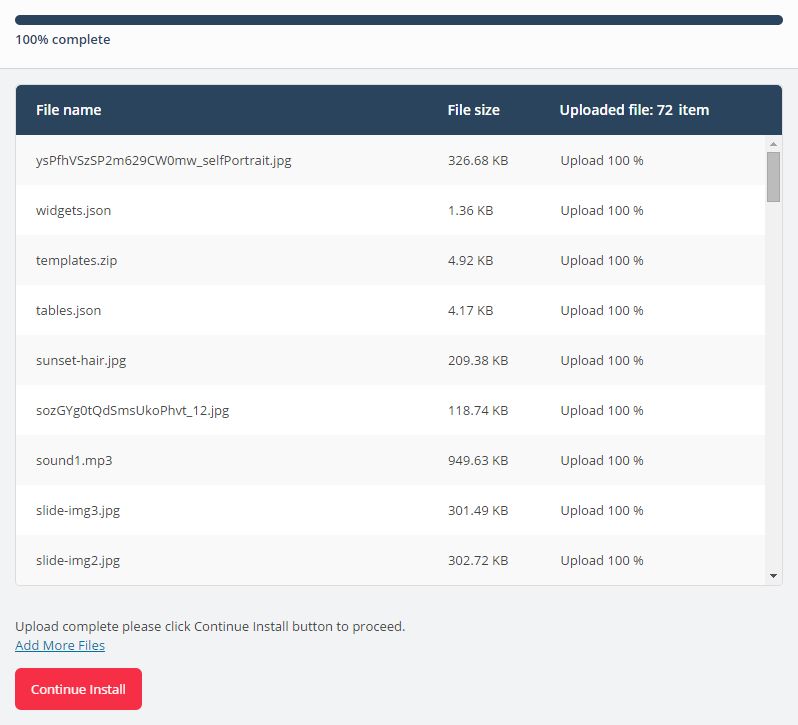 100% complete
File name File size Uploaded file: 72 item
ysPfhVSzSP2m629CW0mw_selfPortrait.jpg 326.68 KB Upload 100 %
widgets.json 1.36 KB Upload 100 %
templates.zip 4.92 KB Upload 100 %
tables.json 4.17 KB Upload 100 %
sunset-hair.jpg 209.38 KB Upload 100 %
sozGYg0tQdSmsUkoPhvt_12.jpg 118.74 KB Upload 100 %
sound1.mp3 949.63 KB Upload 100 %
slide-img3.jpg 301.49 KB Upload 100 %
slide-img2.jpg 302.72 KB Upload 100 %
Upload complete please click Continue Install button to proceed.
Add More Files
Continue Install